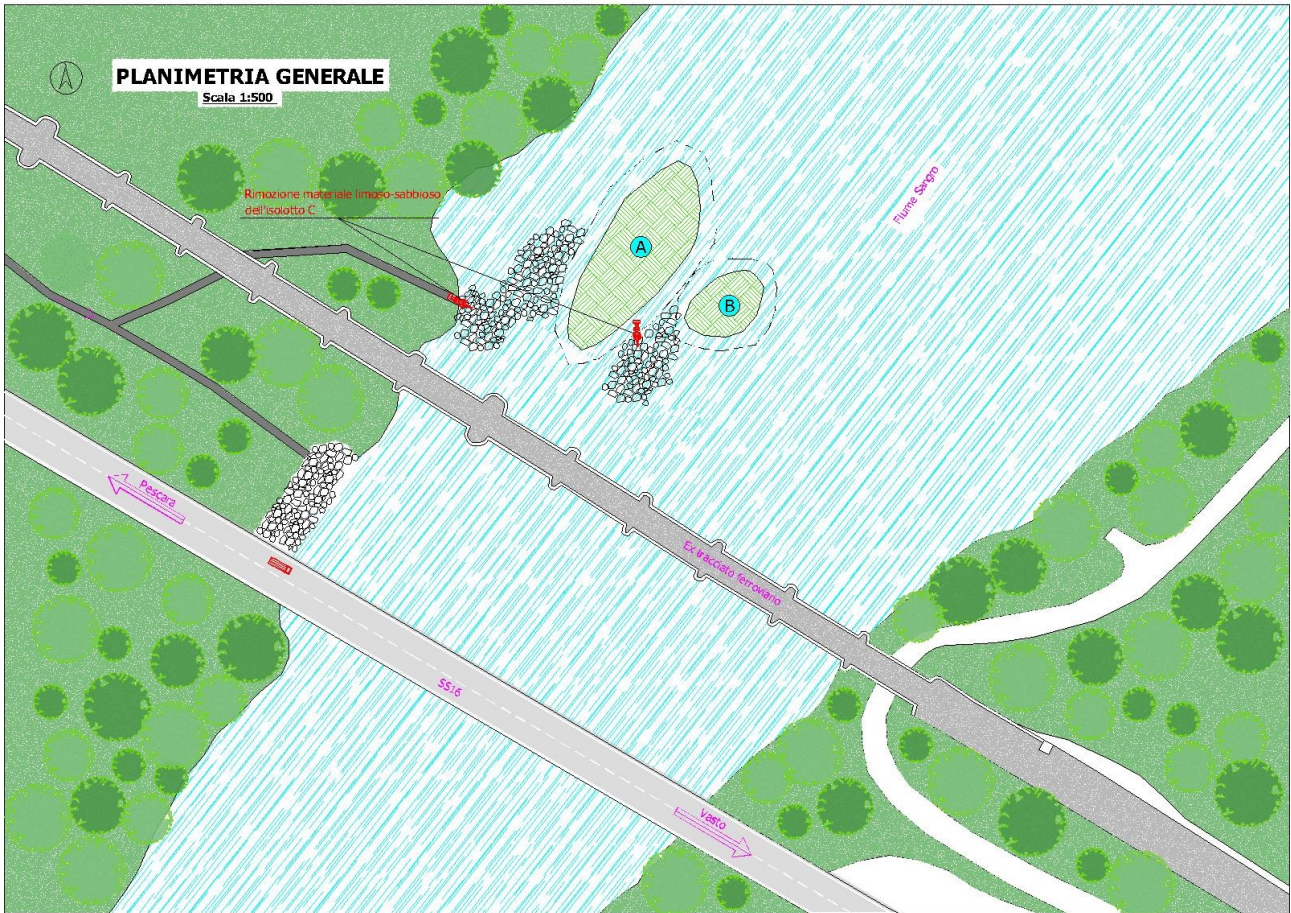 PLANIMETRIA GENERALE
Scala 1:500
Rimozione materiale limoso-sabbioso
dell'isolotto C
Fiume Sangro
A
B
Pescara
Ex tracciato ferroviario
SS16
Vasto